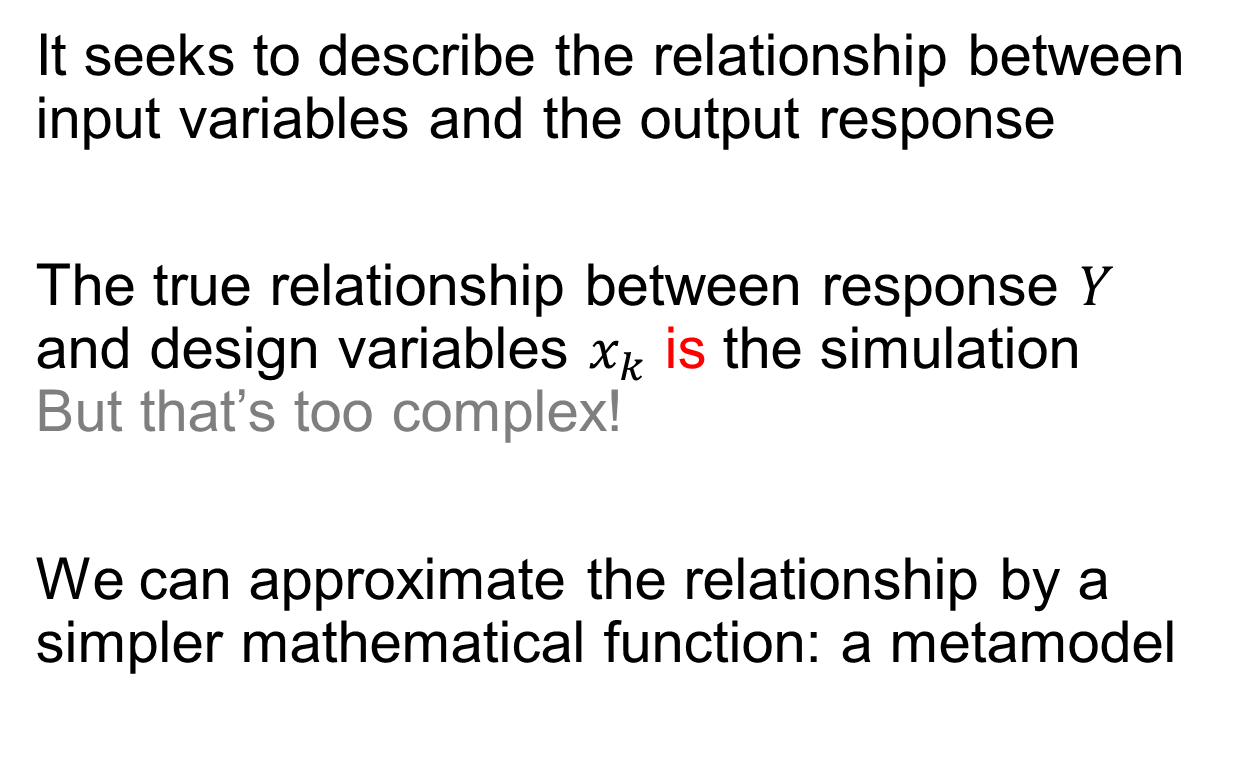 It seeks to describe the relationship between
input variables and the output response
The true relationship between response Y
and design variables xₖ is the simulation
But that’s too complex!
We can approximate the relationship by a
simpler mathematical function: a metamodel